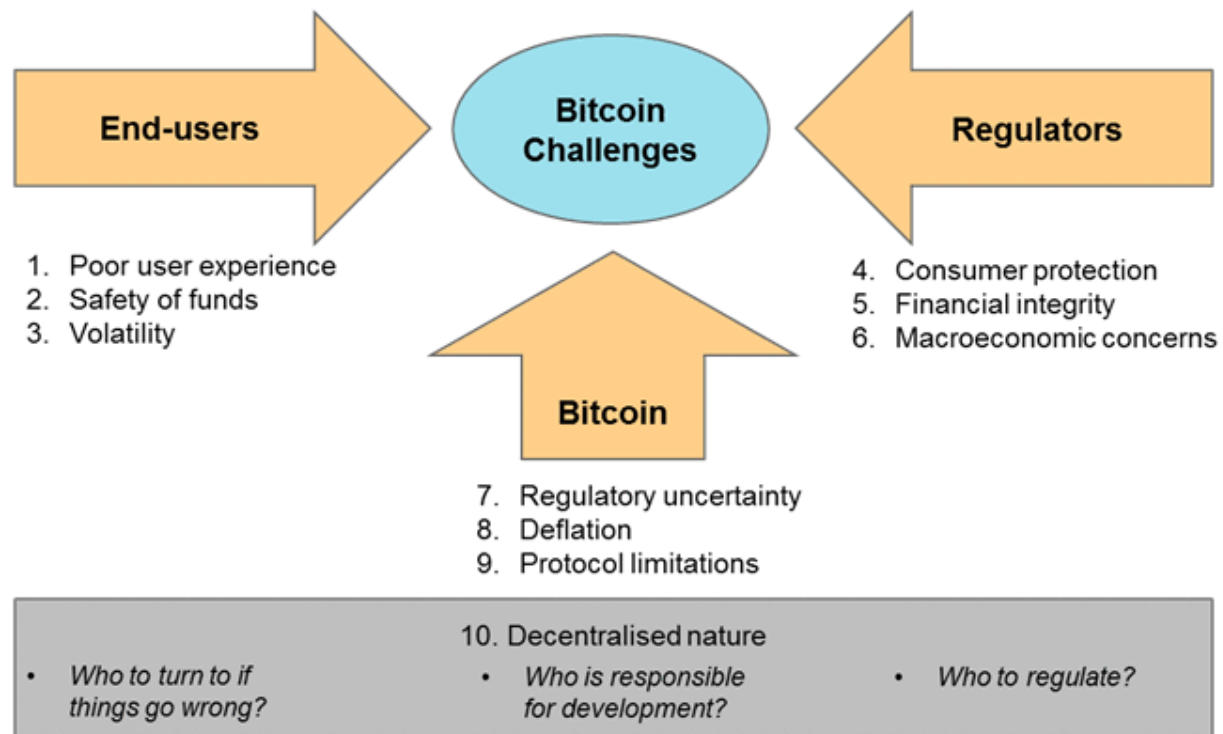 End-users
Bitcoin
Challenges
Regulators
1. Poor user experience
2. Safety of funds
3. Volatility
4. Consumer protection
5. Financial integrity
6. Macroeconomic concerns
Bitcoin
7. Regulatory uncertainty
8. Deflation
9. Protocol limitations
10. Decentralised nature
• Who to turn to if
things go wrong?
• Who is responsible
for development?
• Who to regulate?